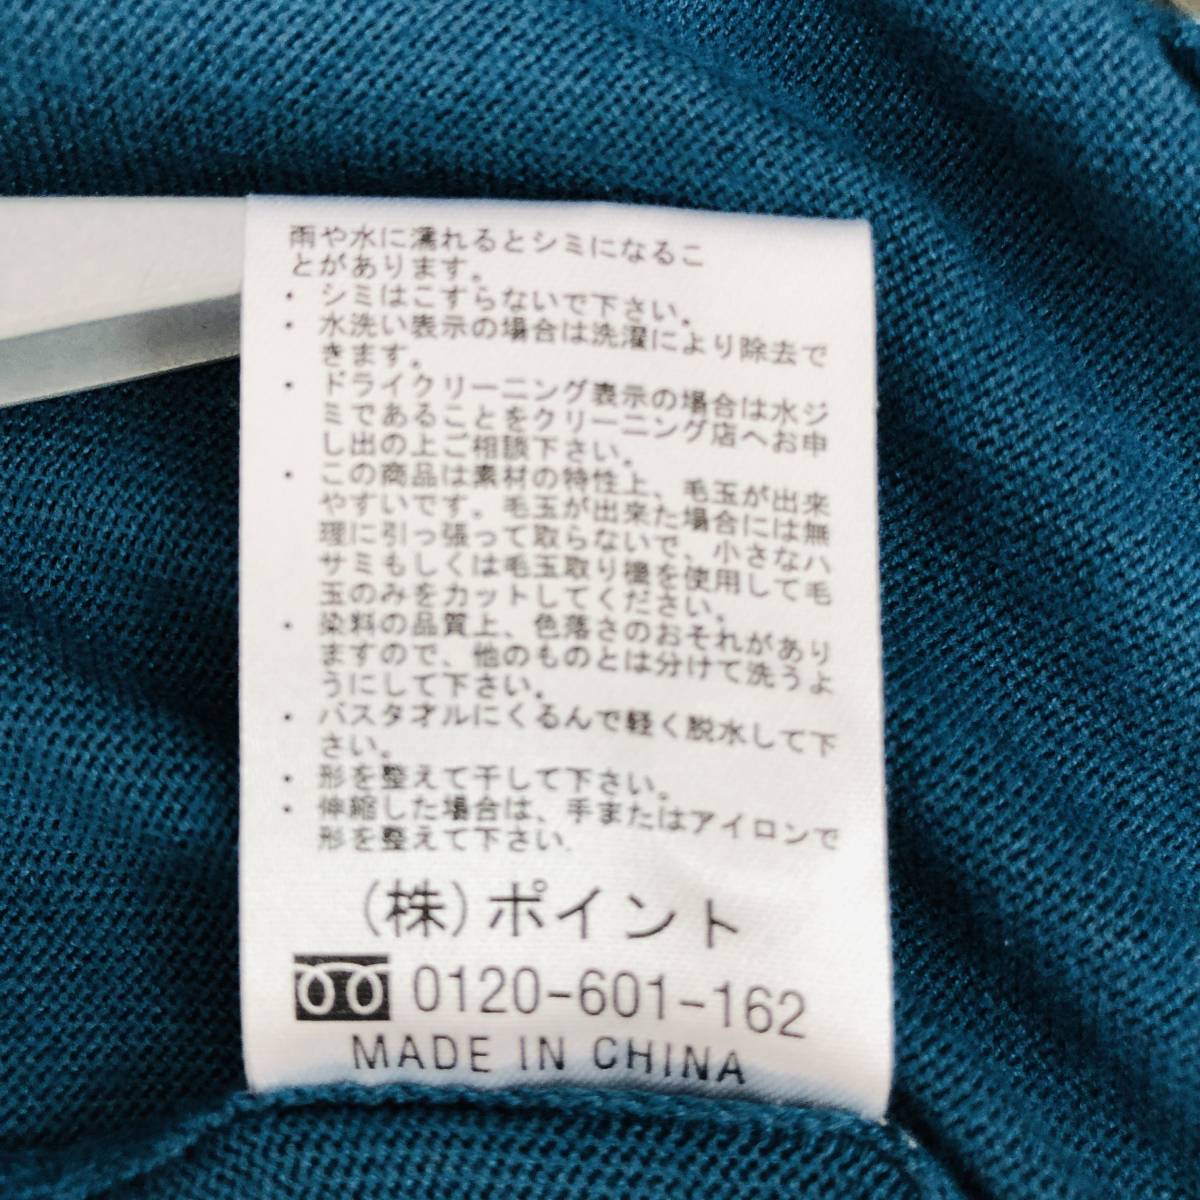 雨や水に濡れるとシミになるこ
とがあります。
・シミはこすらないで下さい。
・水洗い表示の場合は洗濯により除去で
きます。
・ドライクリーニング表示の場合は水ジ
ミであることをクリーニング店へお申
し出の上ご相談下さい。
・この商品は素材の特性上、毛玉が出来
やすいです。毛玉が出来た場合には無
理に引っ張って取らないで、小さなハ
サミもしくは毛玉取り機を使用して毛
玉のみをカットしてください。
・染料の品質上、色落さのおそれがあり
ますので、他のものとは分けて洗うよ
うにして下さい。
・バスタオルにくるんで軽く脱水して下
さい。
・形を整えて干して下さい。
・伸縮した場合は、手またはアイロンで
形を整えて下さい.
(株)ポイント
0120-601-162
MADE IN CHINA